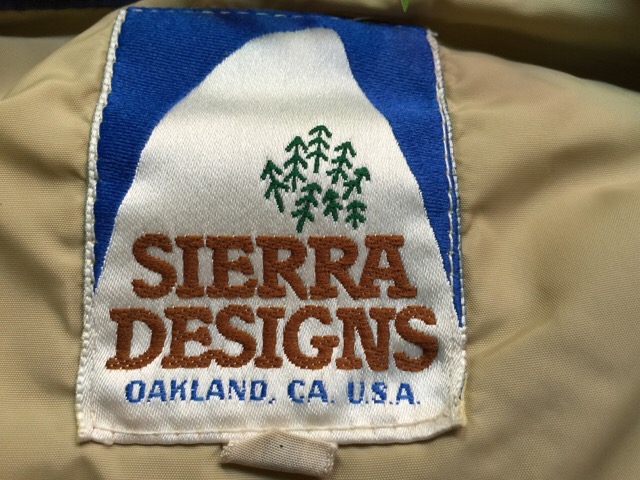 SIERRA
DESIGNS
OAKLAND, CA. U.S.A.